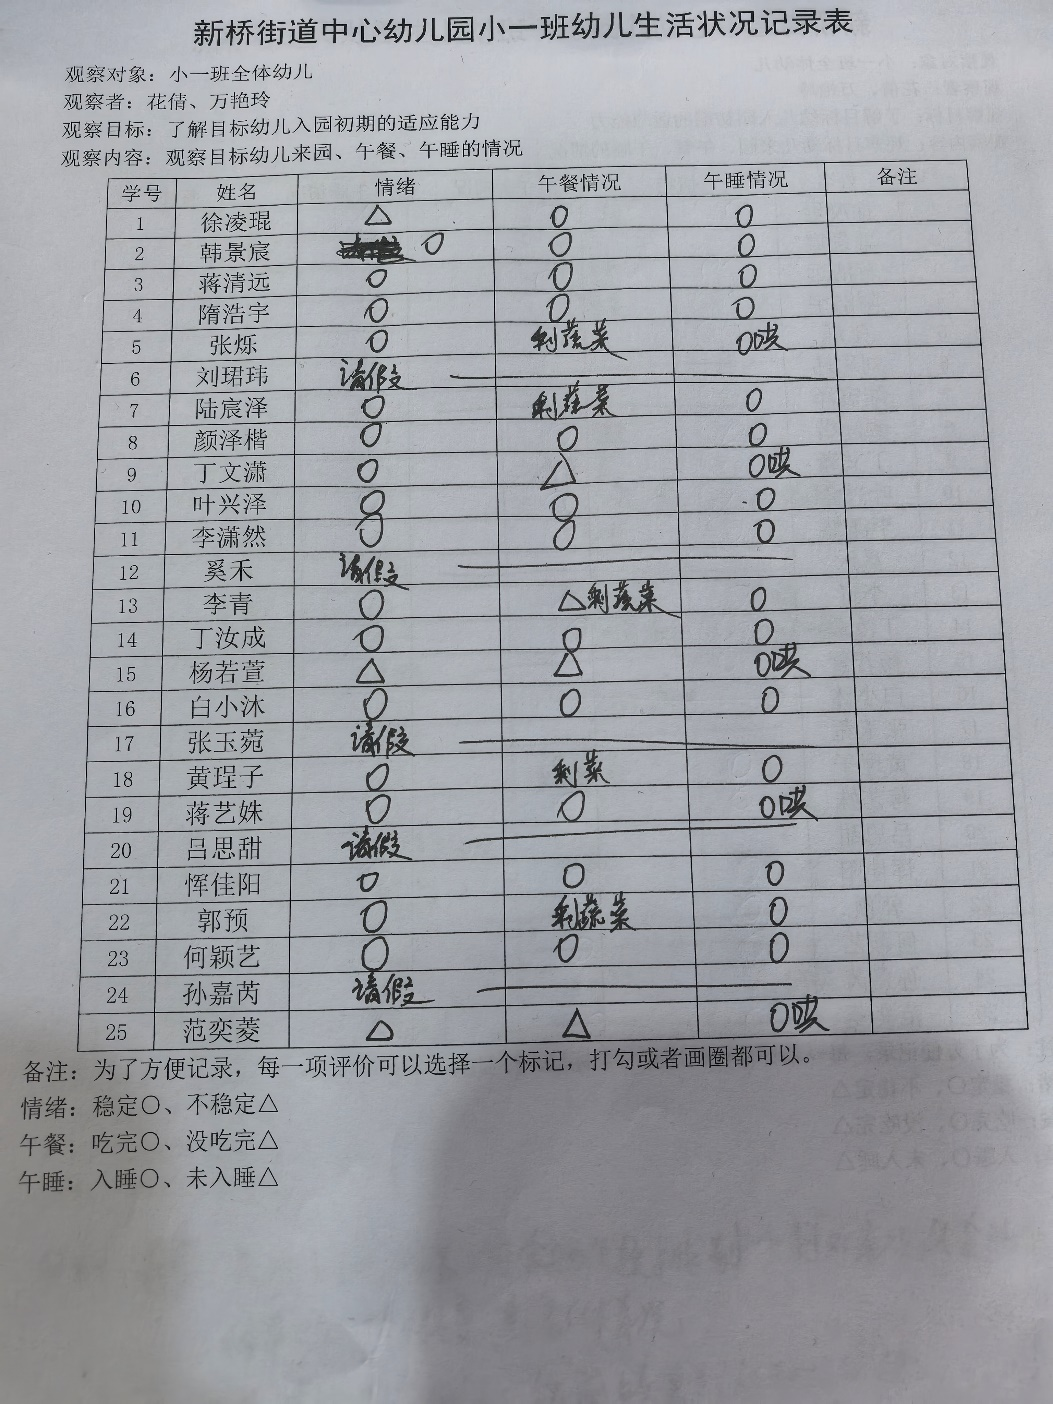 新桥街道中心幼儿园小一班幼儿生活状况记录表
观察对象：小一班全体幼儿
观察者：花倩、万艳玲
观察目标：了解目标幼儿入园初期的适应能力
观察内容：观察目标幼儿来园、午餐、午睡的情况
学号 姓名 情绪 午餐情况 午睡情况 备注
1 徐凌琨 △ ○ ○
2 韩景宸 ○ ○ ○
3 蒋清远 ○ ○ ○
4 隋浩宇 ○ ○ ○
5 张烁 ○ 剩蔬菜 ○哄
6 刘珺玮 请假
7 陆宸泽 ○ 剩蔬菜 ○
8 颜泽楷 ○ ○ ○
9 丁文潇 ○ △ ○哄
10 叶兴泽 ○ ○ ○
11 李潇然 ○ ○ ○
12 奚禾 请假
13 李青 ○ △剩蔬菜 ○
14 丁汝成 ○ ○ ○
15 杨若萱 △ △ ○哄
16 白小沐 ○ ○ ○
17 张玉菀 请假
18 黄珵子 ○ 剩菜 ○
19 蒋艺姝 ○ ○ ○哄
20 吕思甜 请假
21 恽佳阳 ○ ○ ○
22 郭预 ○ 剩蔬菜 ○
23 何颖艺 ○ ○ ○
24 孙嘉芮 请假
25 范奕菱 △ △ ○哄
备注：为了方便记录，每一项评价可以选择一个标记，打勾或者画圈都可以。
情绪：稳定○、不稳定△
午餐：吃完○、没吃完△
午睡：入睡○、未入睡△